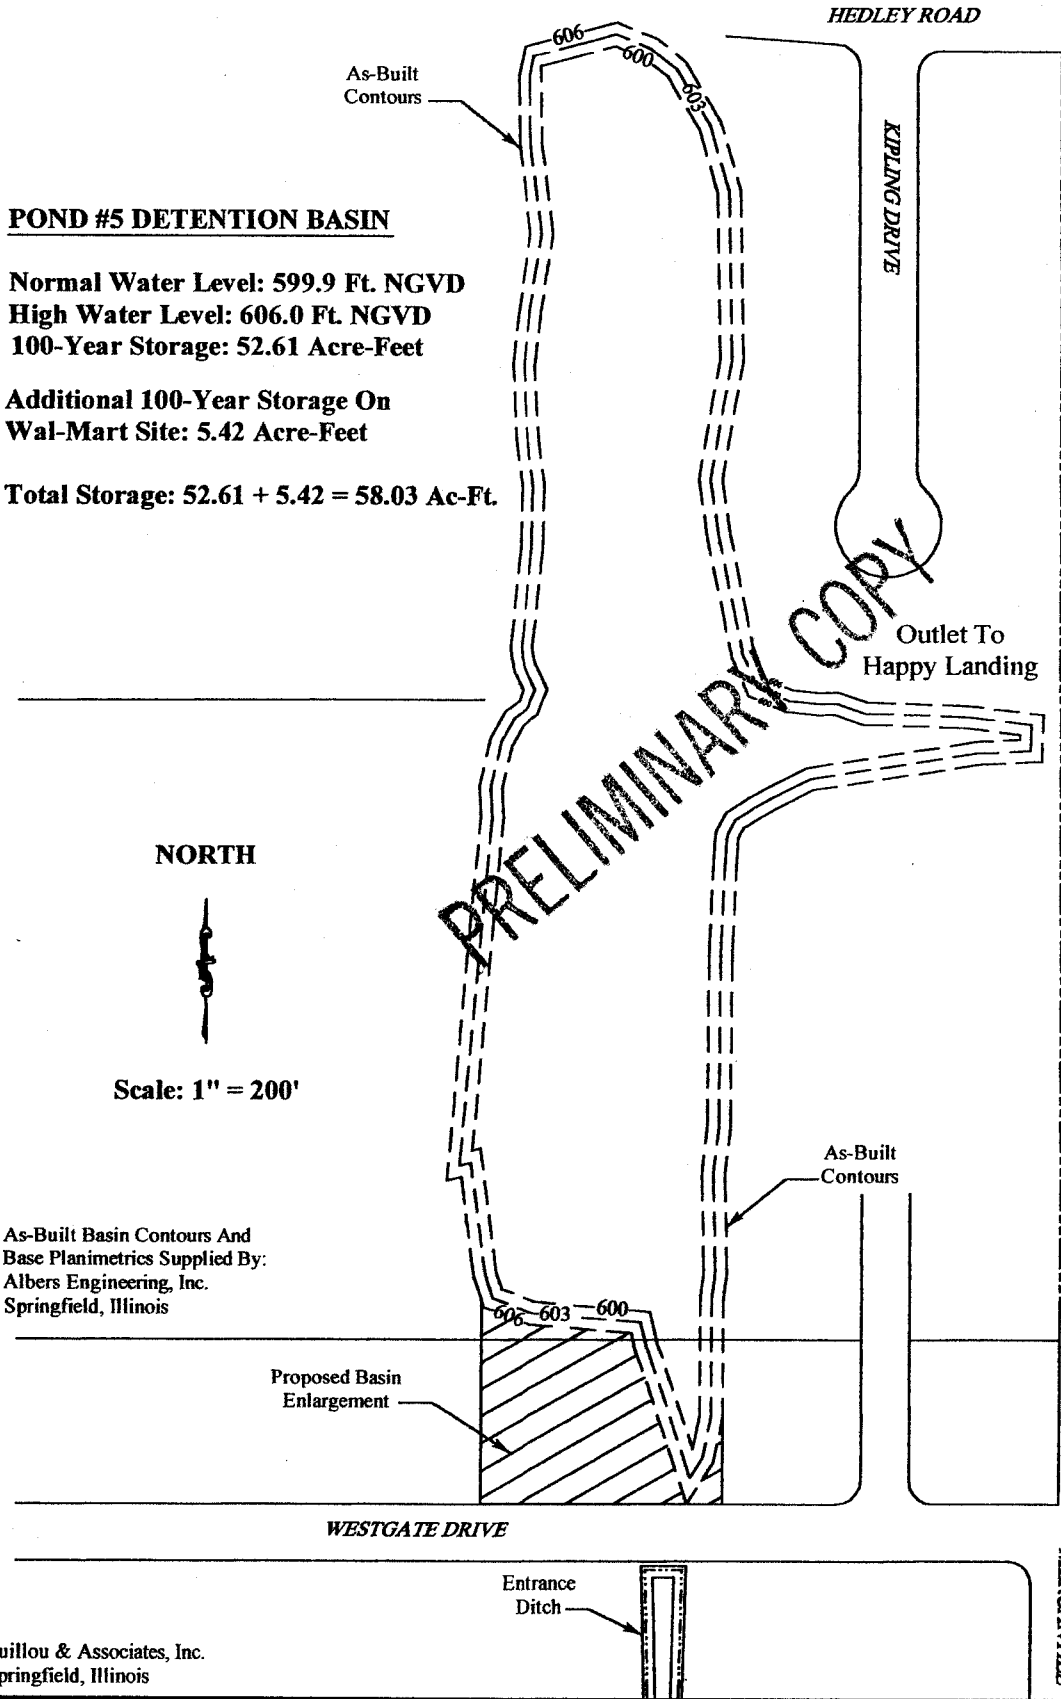 HEDLEY ROAD
606
600
603
As-Built
Contours
KIPLING DRIVE
POND #5 DETENTION BASIN
Normal Water Level: 599.9 Ft. NGVD
High Water Level: 606.0 Ft. NGVD
100-Year Storage: 52.61 Acre-Feet
Additional 100-Year Storage On
Wal-Mart Site: 5.42 Acre-Feet
Total Storage: 52.61 + 5.42 = 58.03 Ac-Ft.
PRELIMINARY COPY
Outlet To
Happy Landing
NORTH
Scale: 1" = 200'
As-Built
Contours
As-Built Basin Contours And
Base Planimetrics Supplied By:
Albers Engineering, Inc.
Springfield, Illinois
606 603 600
Proposed Basin
Enlargement
WESTGATE DRIVE
Entrance
Ditch
uillou & Associates, Inc.
pringfield, Illinois